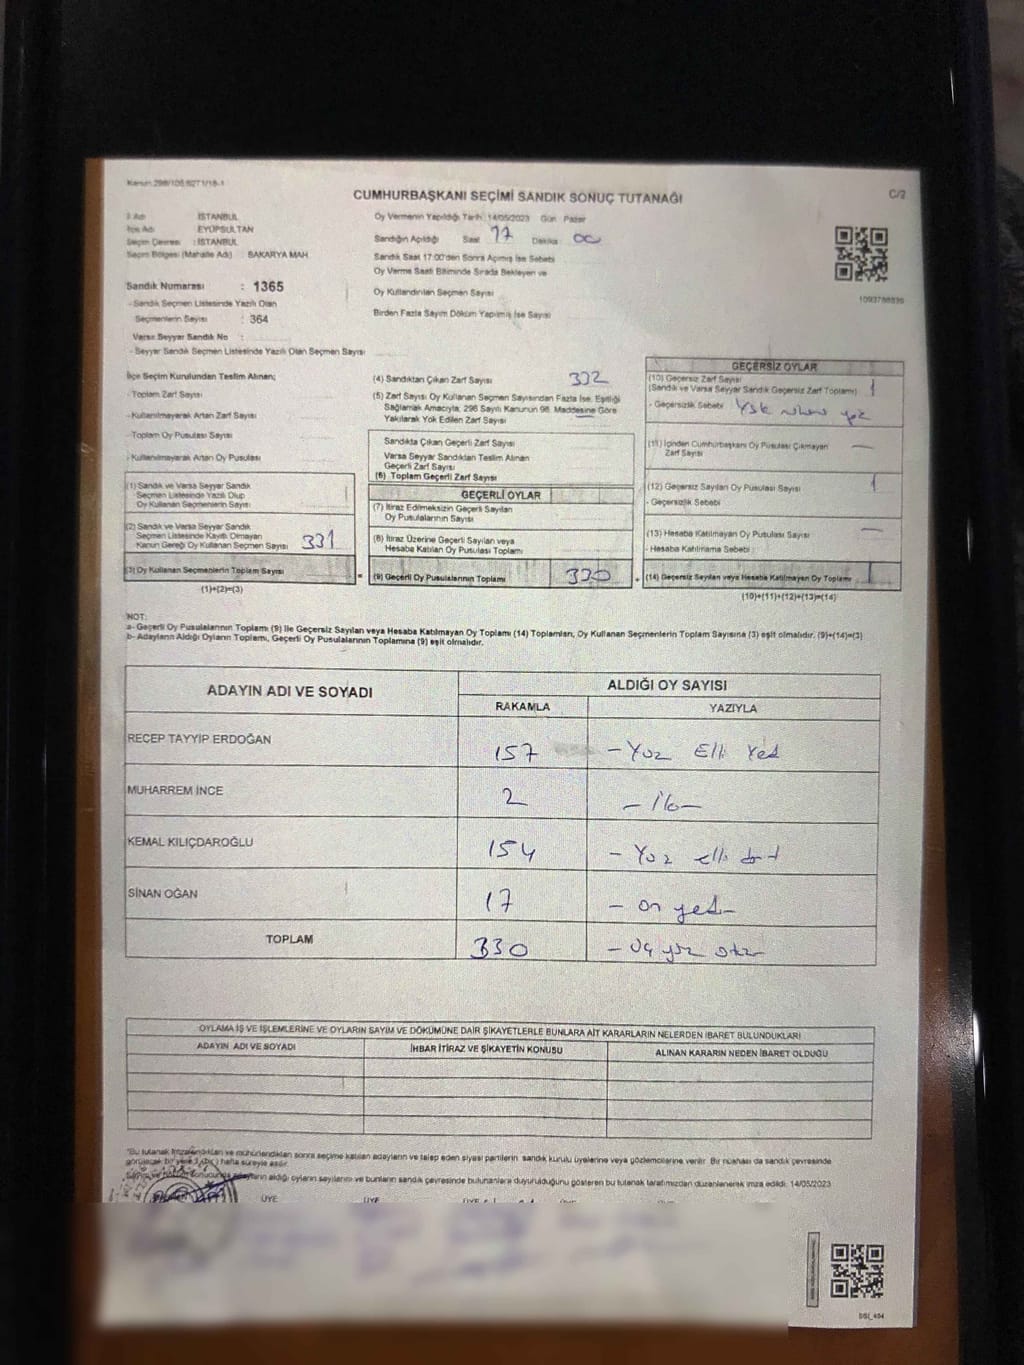 Kanun:298/105,6271/18-1
CUMHURBAŞKANI SEÇİMİ SANDIK SONUÇ TUTANAĞI
C/2
İl Adı : İSTANBUL
İlçe Adı : EYÜPSULTAN
Seçim Çevresi : İSTANBUL
Seçim Bölgesi (Mahalle Adı) : SAKARYA MAH
Sandık Numarası : 1365
- Sandık Seçmen Listesinde Yazılı Olan
Seçmenlerin Sayısı : 364
Varsa Seyyar Sandık No :
- Seyyar Sandık Seçmen Listesinde Yazılı Olan Seçmen Sayısı
Oy Vermenin Yapıldığı Tarih: 14/05/2023 Gün Pazar
Sandığın Açıldığı Saat 17 Dakika 00
Sandık Saat 17:00'den Sonra Açılmış İse Sebebi
Oy Verme Saati Bitiminde Sırada Bekleyen ve
Oy Kullandırılan Seçmen Sayısı
Birden Fazla Sayım Döküm Yapılmış İse Sayısı
İlçe Seçim Kurulundan Teslim Alınan;
- Toplam Zarf Sayısı
- Kullanılmayarak Artan Zarf Sayısı
- Toplam Oy Pusulası Sayısı
- Kullanılmayarak Artan Oy Pusulası
(1) Sandık ve Varsa Seyyar Sandık
Seçmen Listesinde Yazılı Olup
Oy Kullanan Seçmenlerin Sayısı
(2) Sandık ve Varsa Seyyar Sandık
Seçmen Listesinde Kayıtlı Olmayan
Kanun Gereği Oy Kullanan Seçmen Sayısı 331
(3) Oy Kullanan Seçmenlerin Toplam Sayısı
(1)+(2)=(3)
(4) Sandıktan Çıkan Zarf Sayısı 332
(5) Zarf Sayısı Oy Kullanan Seçmen Sayısından Fazla İse, Eşitliği
Sağlamak Amacıyla; 298 Sayılı Kanunun 98. Maddesine Göre
Yakılarak Yok Edilen Zarf Sayısı
Sandıkta Çıkan Geçerli Zarf Sayısı
Varsa Seyyar Sandıktan Teslim Alınan
Geçerli Zarf Sayısı
(6) Toplam Geçerli Zarf Sayısı
GEÇERLİ OYLAR
(7) İtiraz Edilmeksizin Geçerli Sayılan
Oy Pusulalarının Sayısı
(8) İtiraz Üzerine Geçerli Sayılan veya
Hesaba Katılan Oy Pusulası Toplamı
= (9) Geçerli Oy Pusulalarının Toplamı 330 +
GEÇERSİZ OYLAR
(10) Geçersiz Zarf Sayısı
(Sandık ve Varsa Seyyar Sandık Geçersiz Zarf Toplamı) 1
- Geçersizlik Sebebi Ysk yok
(11) İçinden Cumhurbaşkanı Oy Pusulası Çıkmayan
Zarf Sayısı —
(12) Geçersiz Sayılan Oy Pusulası Sayısı 1
- Geçersizlik Sebebi
(13) Hesaba Katılmayan Oy Pusulası Sayısı —
- Hesaba Katılmama Sebebi
(14) Geçersiz Sayılan veya Hesaba Katılmayan Oy Toplamı 1
(10)+(11)+(12)+(13)=(14)
NOT:
a- Geçerli Oy Pusulalarının Toplamı (9) ile Geçersiz Sayılan veya Hesaba Katılmayan Oy Toplamı (14) Toplamları, Oy Kullanan Seçmenlerin Toplam Sayısına (3) eşit olmalıdır. (9)+(14)=(3)
b- Adayların Aldığı Oyların Toplamı, Geçerli Oy Pusulalarının Toplamına (9) eşit olmalıdır.
ADAYIN ADI VE SOYADI
ALDIĞI OY SAYISI
RAKAMLA YAZIYLA
RECEP TAYYİP ERDOĞAN 157 - Yüz Elli Yedi
MUHARREM İNCE 2 - İki -
KEMAL KILIÇDAROĞLU 154 - Yüz elli dört
SİNAN OĞAN 17 - on yedi -
TOPLAM 330 - Üç yüz otuz
OYLAMA İŞ VE İŞLEMLERİNE VE OYLARIN SAYIM VE DÖKÜMÜNE DAİR ŞİKAYETLERLE BUNLARA AİT KARARLARIN NELERDEN İBARET BULUNDUKLARI
ADAYIN ADI VE SOYADI İHBAR İTİRAZ VE ŞİKAYETİN KONUSU ALINAN KARARIN NEDEN İBARET OLDUĞU
*Bu tutanak imzalandıktan ve mühürlendikten sonra seçime katılan adayların ve talep eden siyasi partilerin sandık kurulu üyelerine veya gözlemcilerine verilir. Bir nüshası da sandık çevresinde
görülecek bir yere 1 (bir) hafta süreyle asılır.
adayların aldığı oyların sayılarını ve bunların sandık çevresinde bulunanlara duyurulduğunu gösteren bu tutanak tarafımızdan düzenlenerek imza edildi. 14/05/2023
ÜYE ÜYE ÜYE